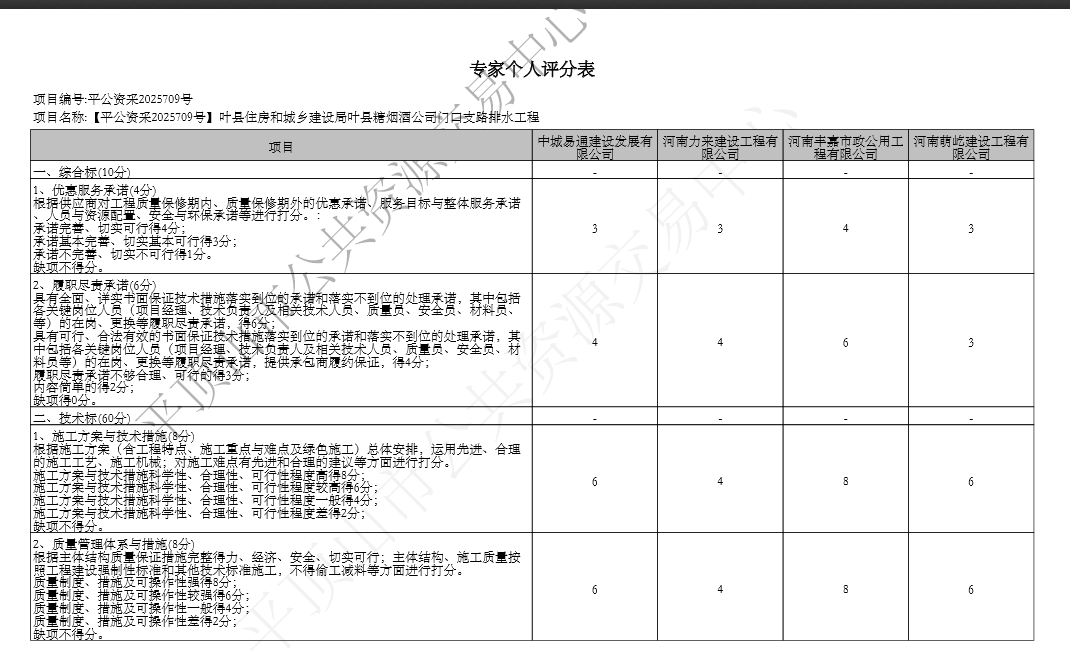 专家个人评分表
项目编号:平公资采2025709号
项目名称:【平公资采2025709号】叶县住房和城乡建设局叶县糖烟酒公司门口支路排水工程
项目
中城易通建设发展有
限公司
河南力来建设工程有
限公司
河南丰嘉市政公用工
程有限公司
河南萌屹建设工程有
限公司
一、综合标(10分)
-
-
-
-
1、优惠服务承诺(4分)
根据供应商对工程质量保修期内、质量保修期外的优惠承诺、服务目标与整体服务承诺
、人员与资源配置、安全与环保承诺等进行打分。:
承诺完善、切实可行得4分；
承诺基本完善、切实基本可行得3分；
承诺不完善、切实不可行得1分。
缺项不得分。
3
3
4
3
2、履职尽责承诺(6分)
具有全面、详实书面保证技术措施落实到位的承诺和落实不到位的处理承诺，其中包括
各关键岗位人员（项目经理、技术负责人及相关技术人员、质量员、安全员、材料员、
等）的在岗、更换等履职尽责承诺，得6分；
具有可行、合法有效的书面保证技术措施落实到位的承诺和落实不到位的处理承诺，其
中包括各关键岗位人员（项目经理、技术负责人及相关技术人员、质量员、安全员、材
料员等）的在岗、更换等履职尽责承诺，提供承包商履约保证，得4分；
履职尽责承诺不够合理、可行的得3分；
内容简单的得2分；
缺项得0分。
4
4
6
3
二、技术标(60分)
-
-
-
-
1、施工方案与技术措施(8分)
根据施工方案（含工程特点、施工重点与难点及绿色施工）总体安排，运用先进、合理
的施工工艺、施工机械；对施工难点有先进和合理的建议等方面进行打分。
施工方案与技术措施科学性、合理性、可行性程度高得8分；
施工方案与技术措施科学性、合理性、可行性程度较高得6分；
施工方案与技术措施科学性、合理性、可行性程度一般得4分；
施工方案与技术措施科学性、合理性、可行性程度差得2分；
缺项不得分。
6
4
8
6
2、质量管理体系与措施(8分)
根据主体结构质量保证措施完整得力、经济、安全、切实可行；主体结构、施工质量按
照工程建设强制性标准和其他技术标准施工，不得偷工减料等方面进行打分。
质量制度、措施及可操作性强得8分；
质量制度、措施及可操作性较强得6分；
质量制度、措施及可操作性一般得4分；
质量制度、措施及可操作性差得2分；
缺项不得分。
6
4
8
6
平顶山市公共资源交易中心
平顶山市公共资源交易中心